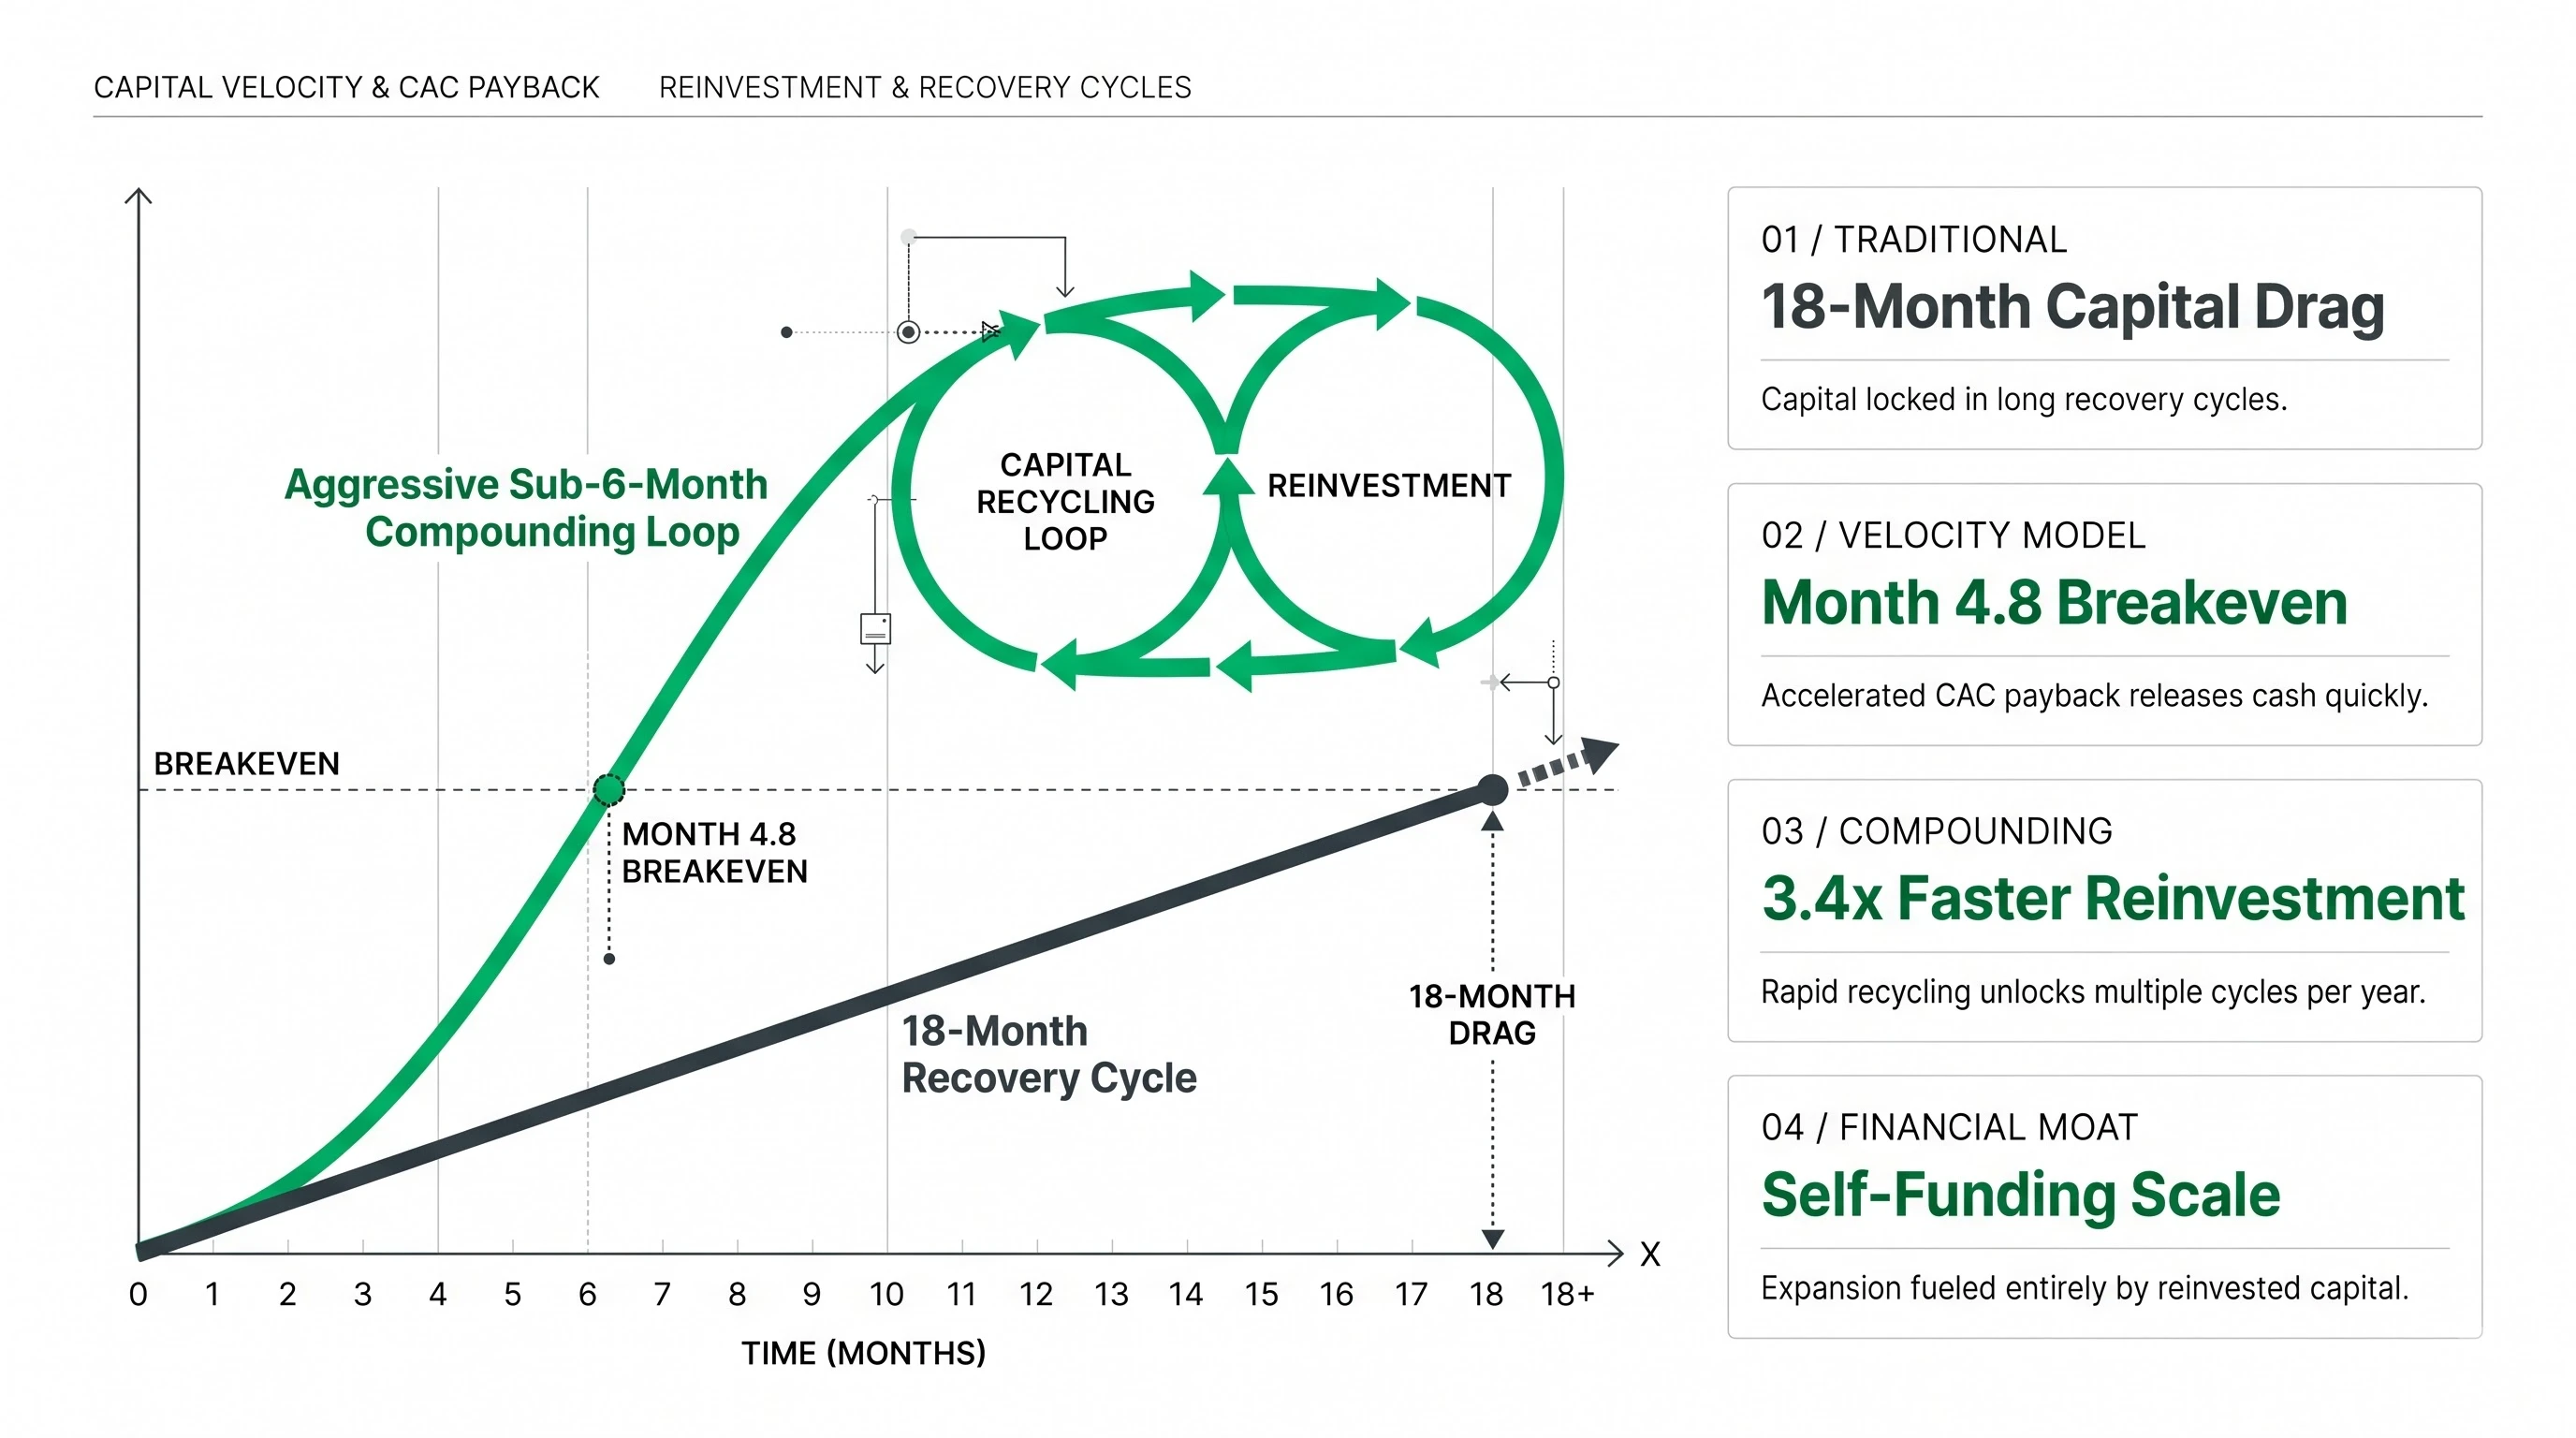 CAPITAL VELOCITY & CAC PAYBACK REINVESTMENT & RECOVERY CYCLES
Aggressive Sub-6-Month
Compounding Loop
CAPITAL
RECYCLING
LOOP
REINVESTMENT
BREAKEVEN
MONTH 4.8
BREAKEVEN
18-Month
Recovery Cycle
18-MONTH
DRAG
X
0 1 2 3 4 5 6 7 8 9 10 11 12 13 14 15 16 17 18 18+
TIME (MONTHS)
01 / TRADITIONAL
18-Month Capital Drag
Capital locked in long recovery cycles.
02 / VELOCITY MODEL
Month 4.8 Breakeven
Accelerated CAC payback releases cash quickly.
03 / COMPOUNDING
3.4x Faster Reinvestment
Rapid recycling unlocks multiple cycles per year.
04 / FINANCIAL MOAT
Self-Funding Scale
Expansion fueled entirely by reinvested capital.